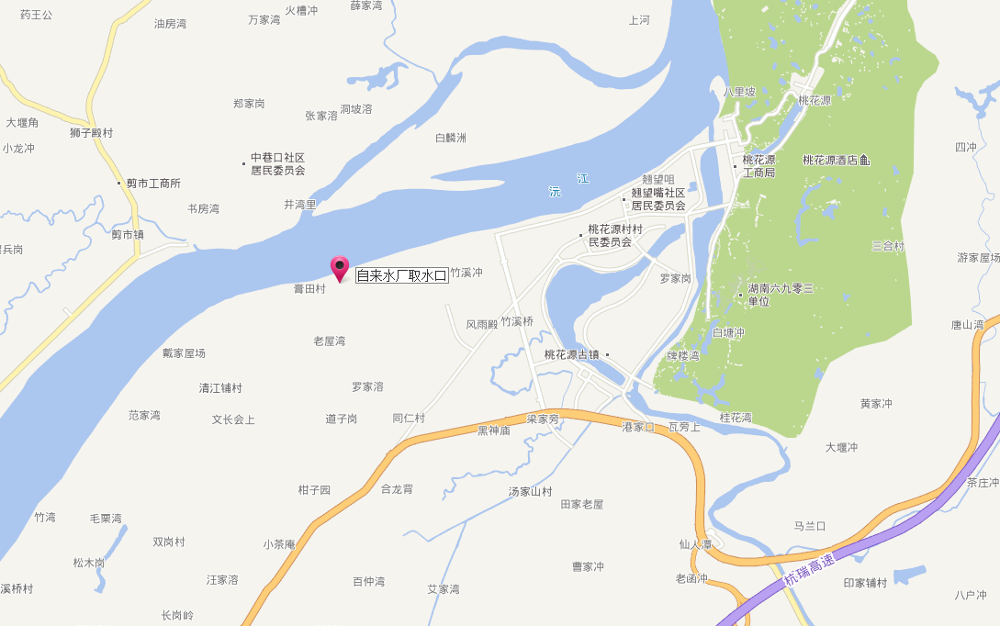 药王公
油房湾
万家湾
火槽冲
薛家湾
上河
大堰角
狮子殿村
小龙冲
郑家岗
张家溶
洞坡溶
白麟洲
八里坡
桃花源
四冲
中巷口社区
居民委员会
剪市工商所
桃花源
工商局
桃花源酒店
沅
江
翘望咀
翘望嘴社区
居民委员会
书房湾
井湾里
剪市镇
桃花源村村
民委员会
三合村
游家屋场
兵岗
自来水厂取水口
竹溪冲
膏田村
罗家岗
湖南六九零三
单位
风雨殿
竹溪桥
白塘冲
唐山湾
老屋湾
戴家屋场
桃花源古镇
牌楼湾
清江铺村
罗家溶
黄家冲
范家湾
文长会上
道子岗
同仁村
黑神庙
梁家旁
港家口
瓦旁上
桂花湾
大堰冲
茶庄冲
柑子园
合龙背
汤家山村
田家老屋
竹湾
毛栗湾
双岗村
小茶庵
马兰口
仙人潭
杭瑞高速
松木岗
溪桥村
汪家溶
百仲湾
艾家湾
曹家冲
老函冲
印家铺村
八户冲
长岗岭